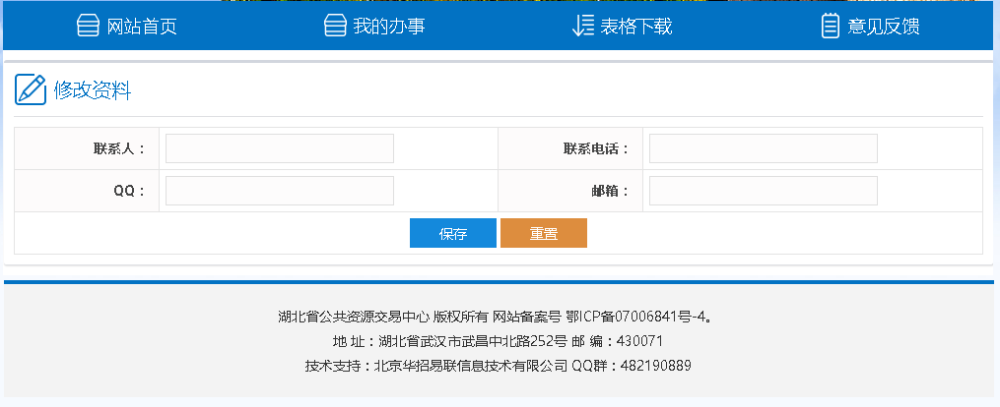 网站首页 我的办事 表格下载 意见反馈
修改资料
联系人： 联系电话：
QQ： 邮箱：
保存 重置
湖北省公共资源交易中心 版权所有 网站备案号 鄂ICP备07006841号-4。
地 址：湖北省武汉市武昌中北路252号 邮 编：430071
技术支持：北京华招易联信息技术有限公司 QQ群：482190889